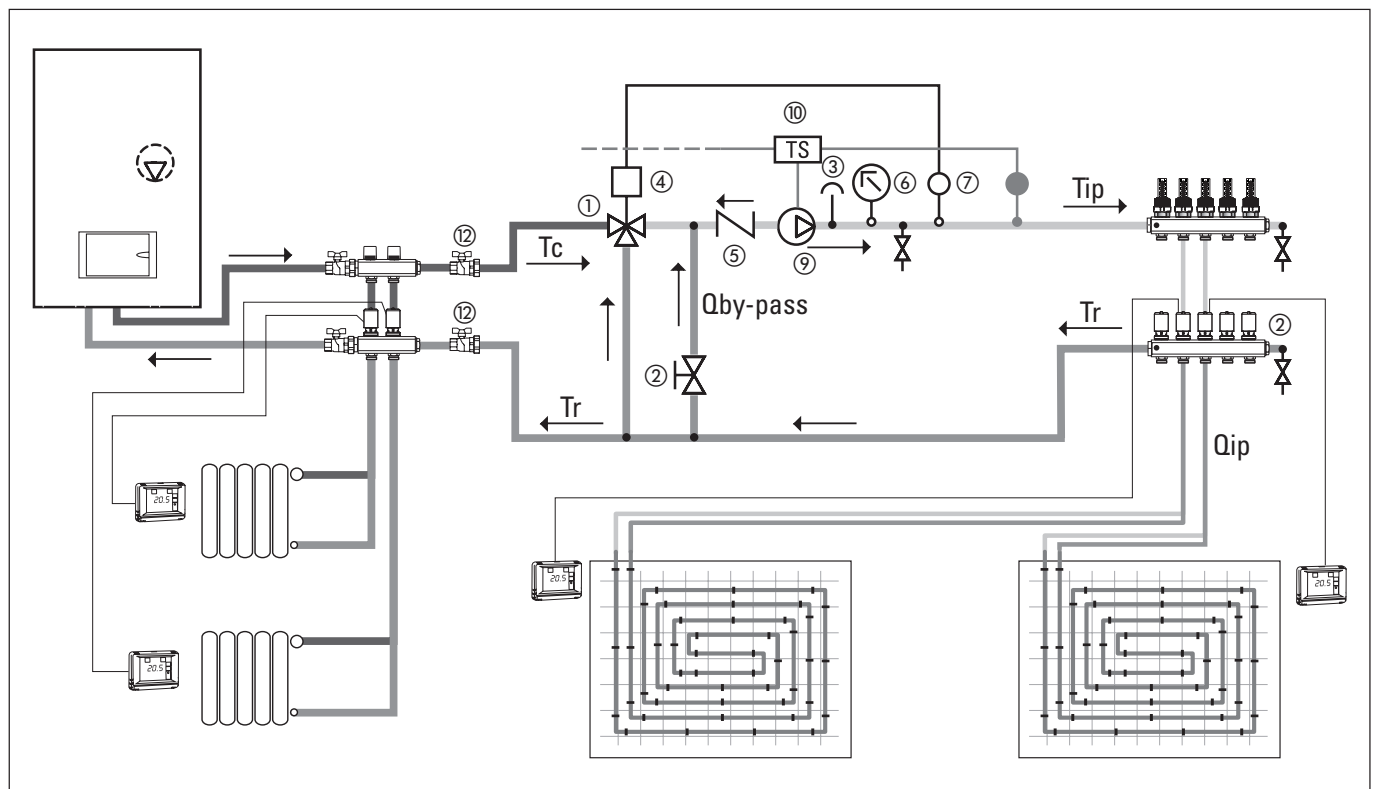 ⑩
TS
③
④
⑥
⑦
Tip
①
⑫
Tc
⑤
⑨
Qby-pass
⑫
Tr
②
②
Tr
Qip
20.5
20.5
20.5
20.5